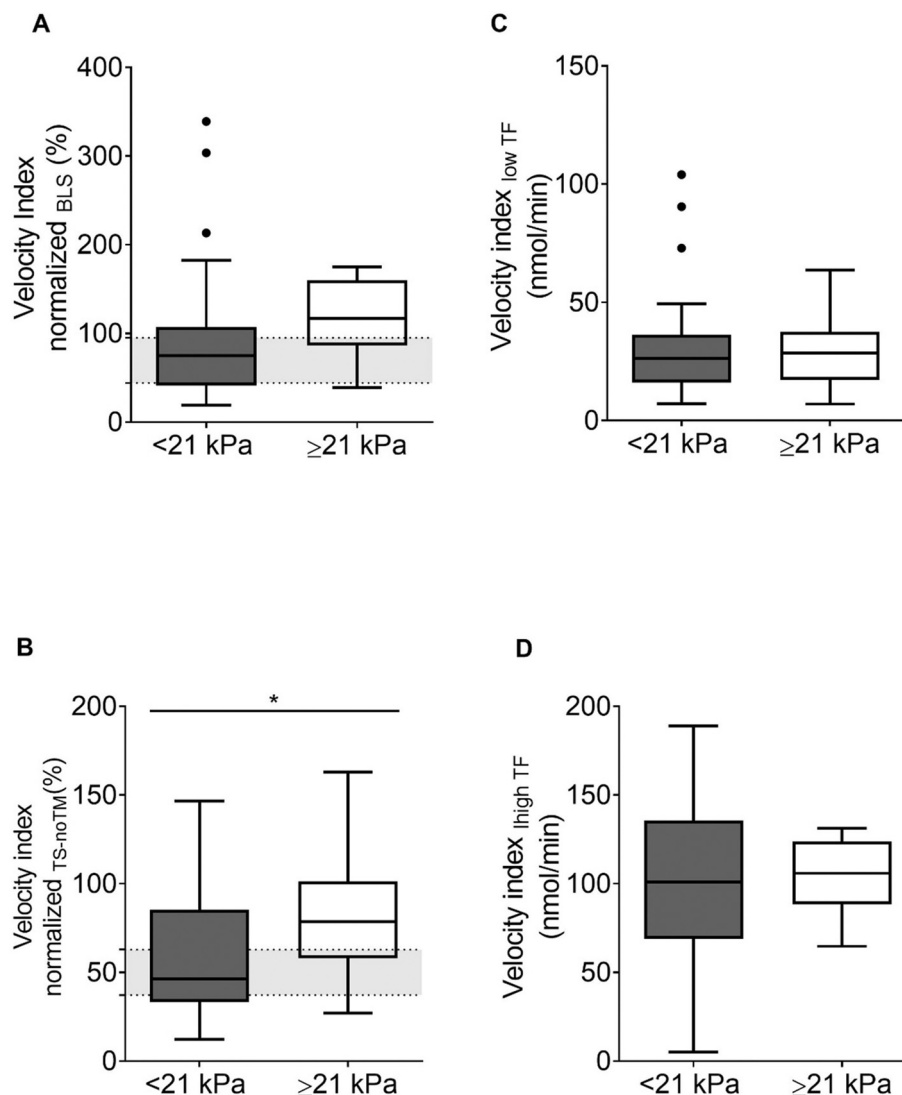 A
Velocity Index
normalized BLS (%)
400
300
200
100
0
<21 kPa
≥21 kPa
C
Velocity index low TF
(nmol/min)
150
100
50
0
<21 kPa
≥21 kPa
B
Velocity index
normalized TS-noTM(%)
200
150
100
50
0
*
<21 kPa
≥21 kPa
D
Velocity index lhigh TF
(nmol/min)
200
150
100
50
0
<21 kPa
≥21 kPa